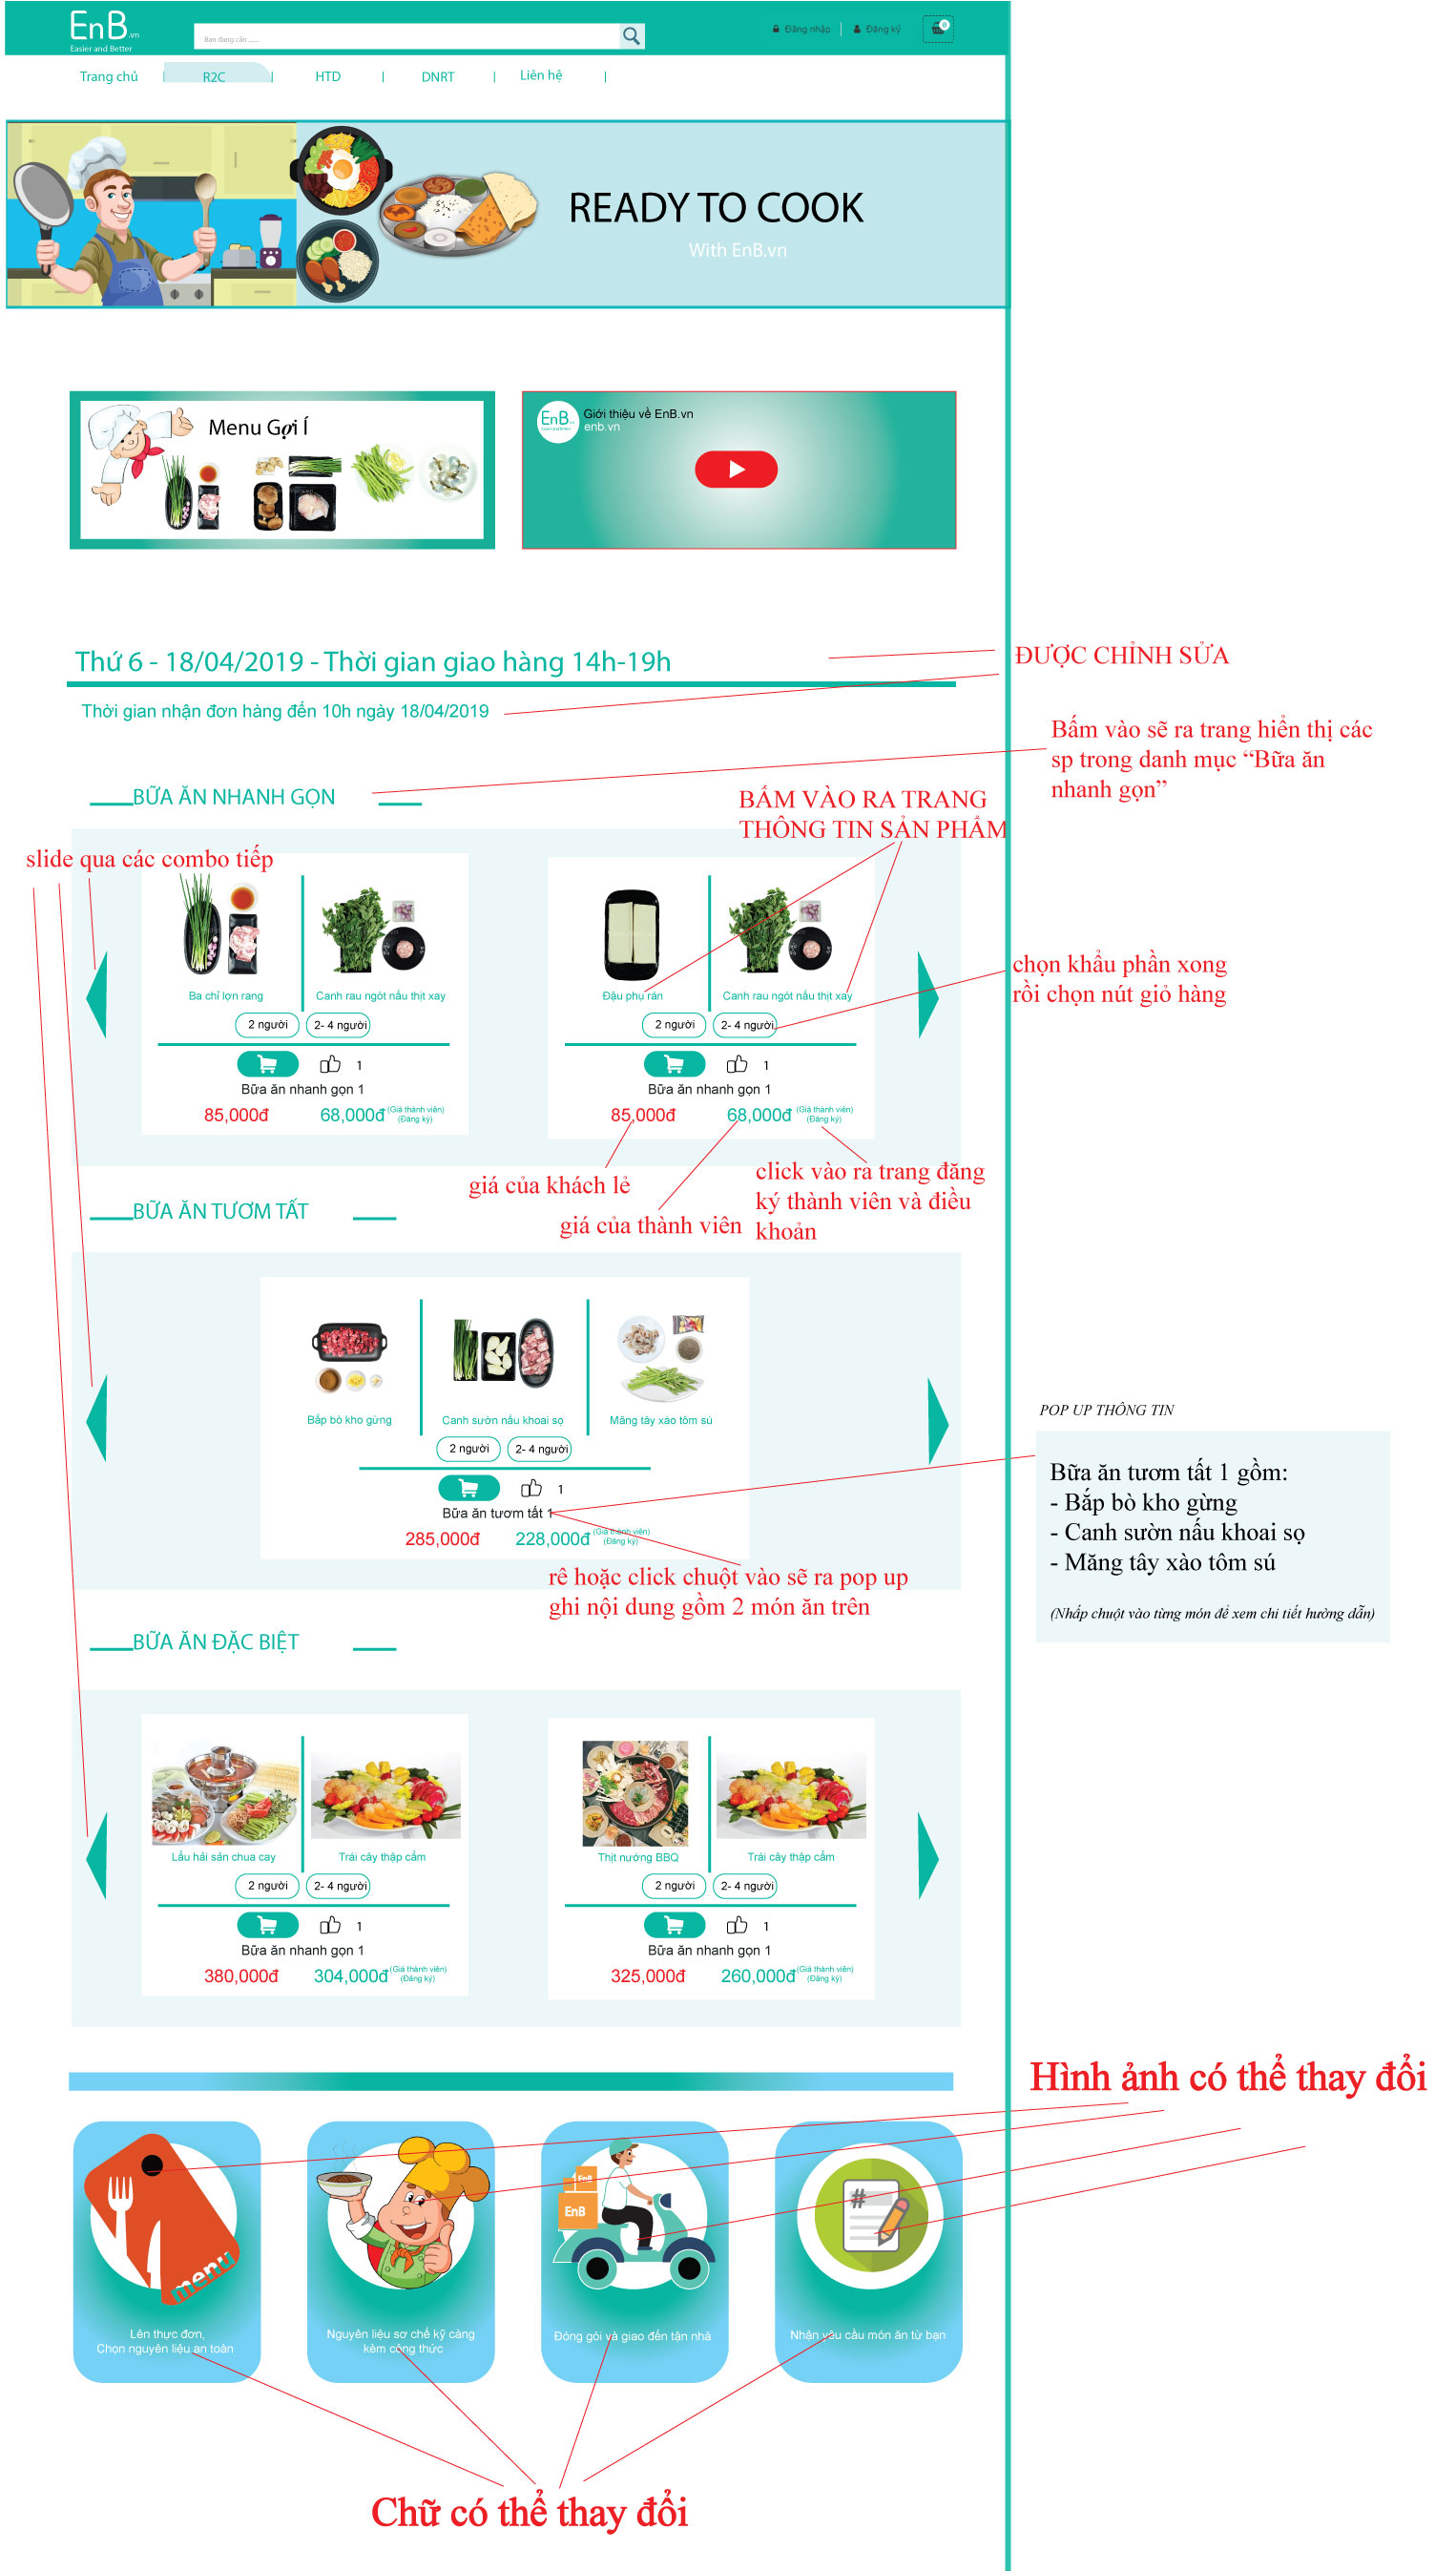 EnB.vn
Easier and Better
Bạn đang cần ......
Đăng nhập
Đăng ký
0
Trang chủ
R2C
HTD
DNRT
Liên hệ
READY TO COOK
With EnB.vn
Menu Gợi Í
EnB.vn
Easier and Better
Giới thiệu về EnB.vn
enb.vn
Thứ 6 - 18/04/2019 - Thời gian giao hàng 14h-19h
ĐƯỢC CHỈNH SỬA
Thời gian nhận đơn hàng đến 10h ngày 18/04/2019
Bấm vào sẽ ra trang hiển thị các
sp trong danh mục “Bữa ăn
nhanh gọn”
BỮA ĂN NHANH GỌN
BẤM VÀO RA TRANG
THÔNG TIN SẢN PHẨM
slide qua các combo tiếp
Ba chỉ lợn rang
Canh rau ngót nấu thịt xay
2 người
2- 4 người
1
Bữa ăn nhanh gọn 1
85,000đ
68,000đ
(Giá thành viên)
(Đăng ký)
Đậu phụ rán
Canh rau ngót nấu thịt xay
2 người
2- 4 người
1
Bữa ăn nhanh gọn 1
85,000đ
68,000đ
(Giá thành viên)
(Đăng ký)
chọn khẩu phần xong
rồi chọn nút giỏ hàng
giá của khách lẻ
giá của thành viên
click vào ra trang đăng
ký thành viên và điều
khoản
BỮA ĂN TƯƠM TẤT
Bắp bò kho gừng
Canh sườn nấu khoai sọ
Măng tây xào tôm sú
2 người
2- 4 người
1
Bữa ăn tươm tất 1
285,000đ
228,000đ
(Giá thành viên)
(Đăng ký)
rê hoặc click chuột vào sẽ ra pop up
ghi nội dung gồm 2 món ăn trên
POP UP THÔNG TIN
Bữa ăn tươm tất 1 gồm:
- Bắp bò kho gừng
- Canh sườn nấu khoai sọ
- Măng tây xào tôm sú
(Nhấp chuột vào từng món để xem chi tiết hường dẫn)
BỮA ĂN ĐẶC BIỆT
Lẩu hải sản chua cay
Trái cây thập cẩm
2 người
2- 4 người
1
Bữa ăn nhanh gọn 1
380,000đ
304,000đ
(Giá thành viên)
(Đăng ký)
Thịt nướng BBQ
Trái cây thập cẩm
2 người
2- 4 người
1
Bữa ăn nhanh gọn 1
325,000đ
260,000đ
(Giá thành viên)
(Đăng ký)
Hình ảnh có thể thay đổi
menu
EnB
EnB
#
Lên thực đơn,
Chọn nguyên liệu an toàn
Nguyên liệu sơ chế kỹ càng
kèm công thức
Đóng gói và giao đến tận nhà
Nhận yêu cầu món ăn từ bạn
Chữ có thể thay đổi